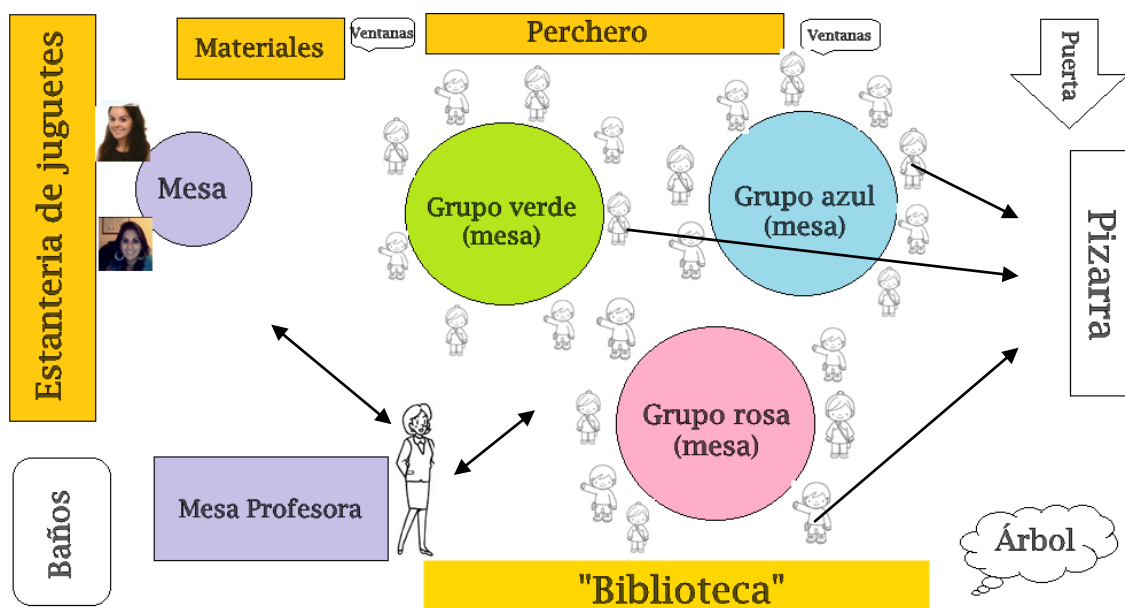 Materiales
Ventanas
Perchero
Ventanas
Puerta
Estanteria de juguetes
Mesa
Grupo verde
(mesa)
Grupo azul
(mesa)
Pizarra
Grupo rosa
(mesa)
Baños
Mesa Profesora
Árbol
"Biblioteca"